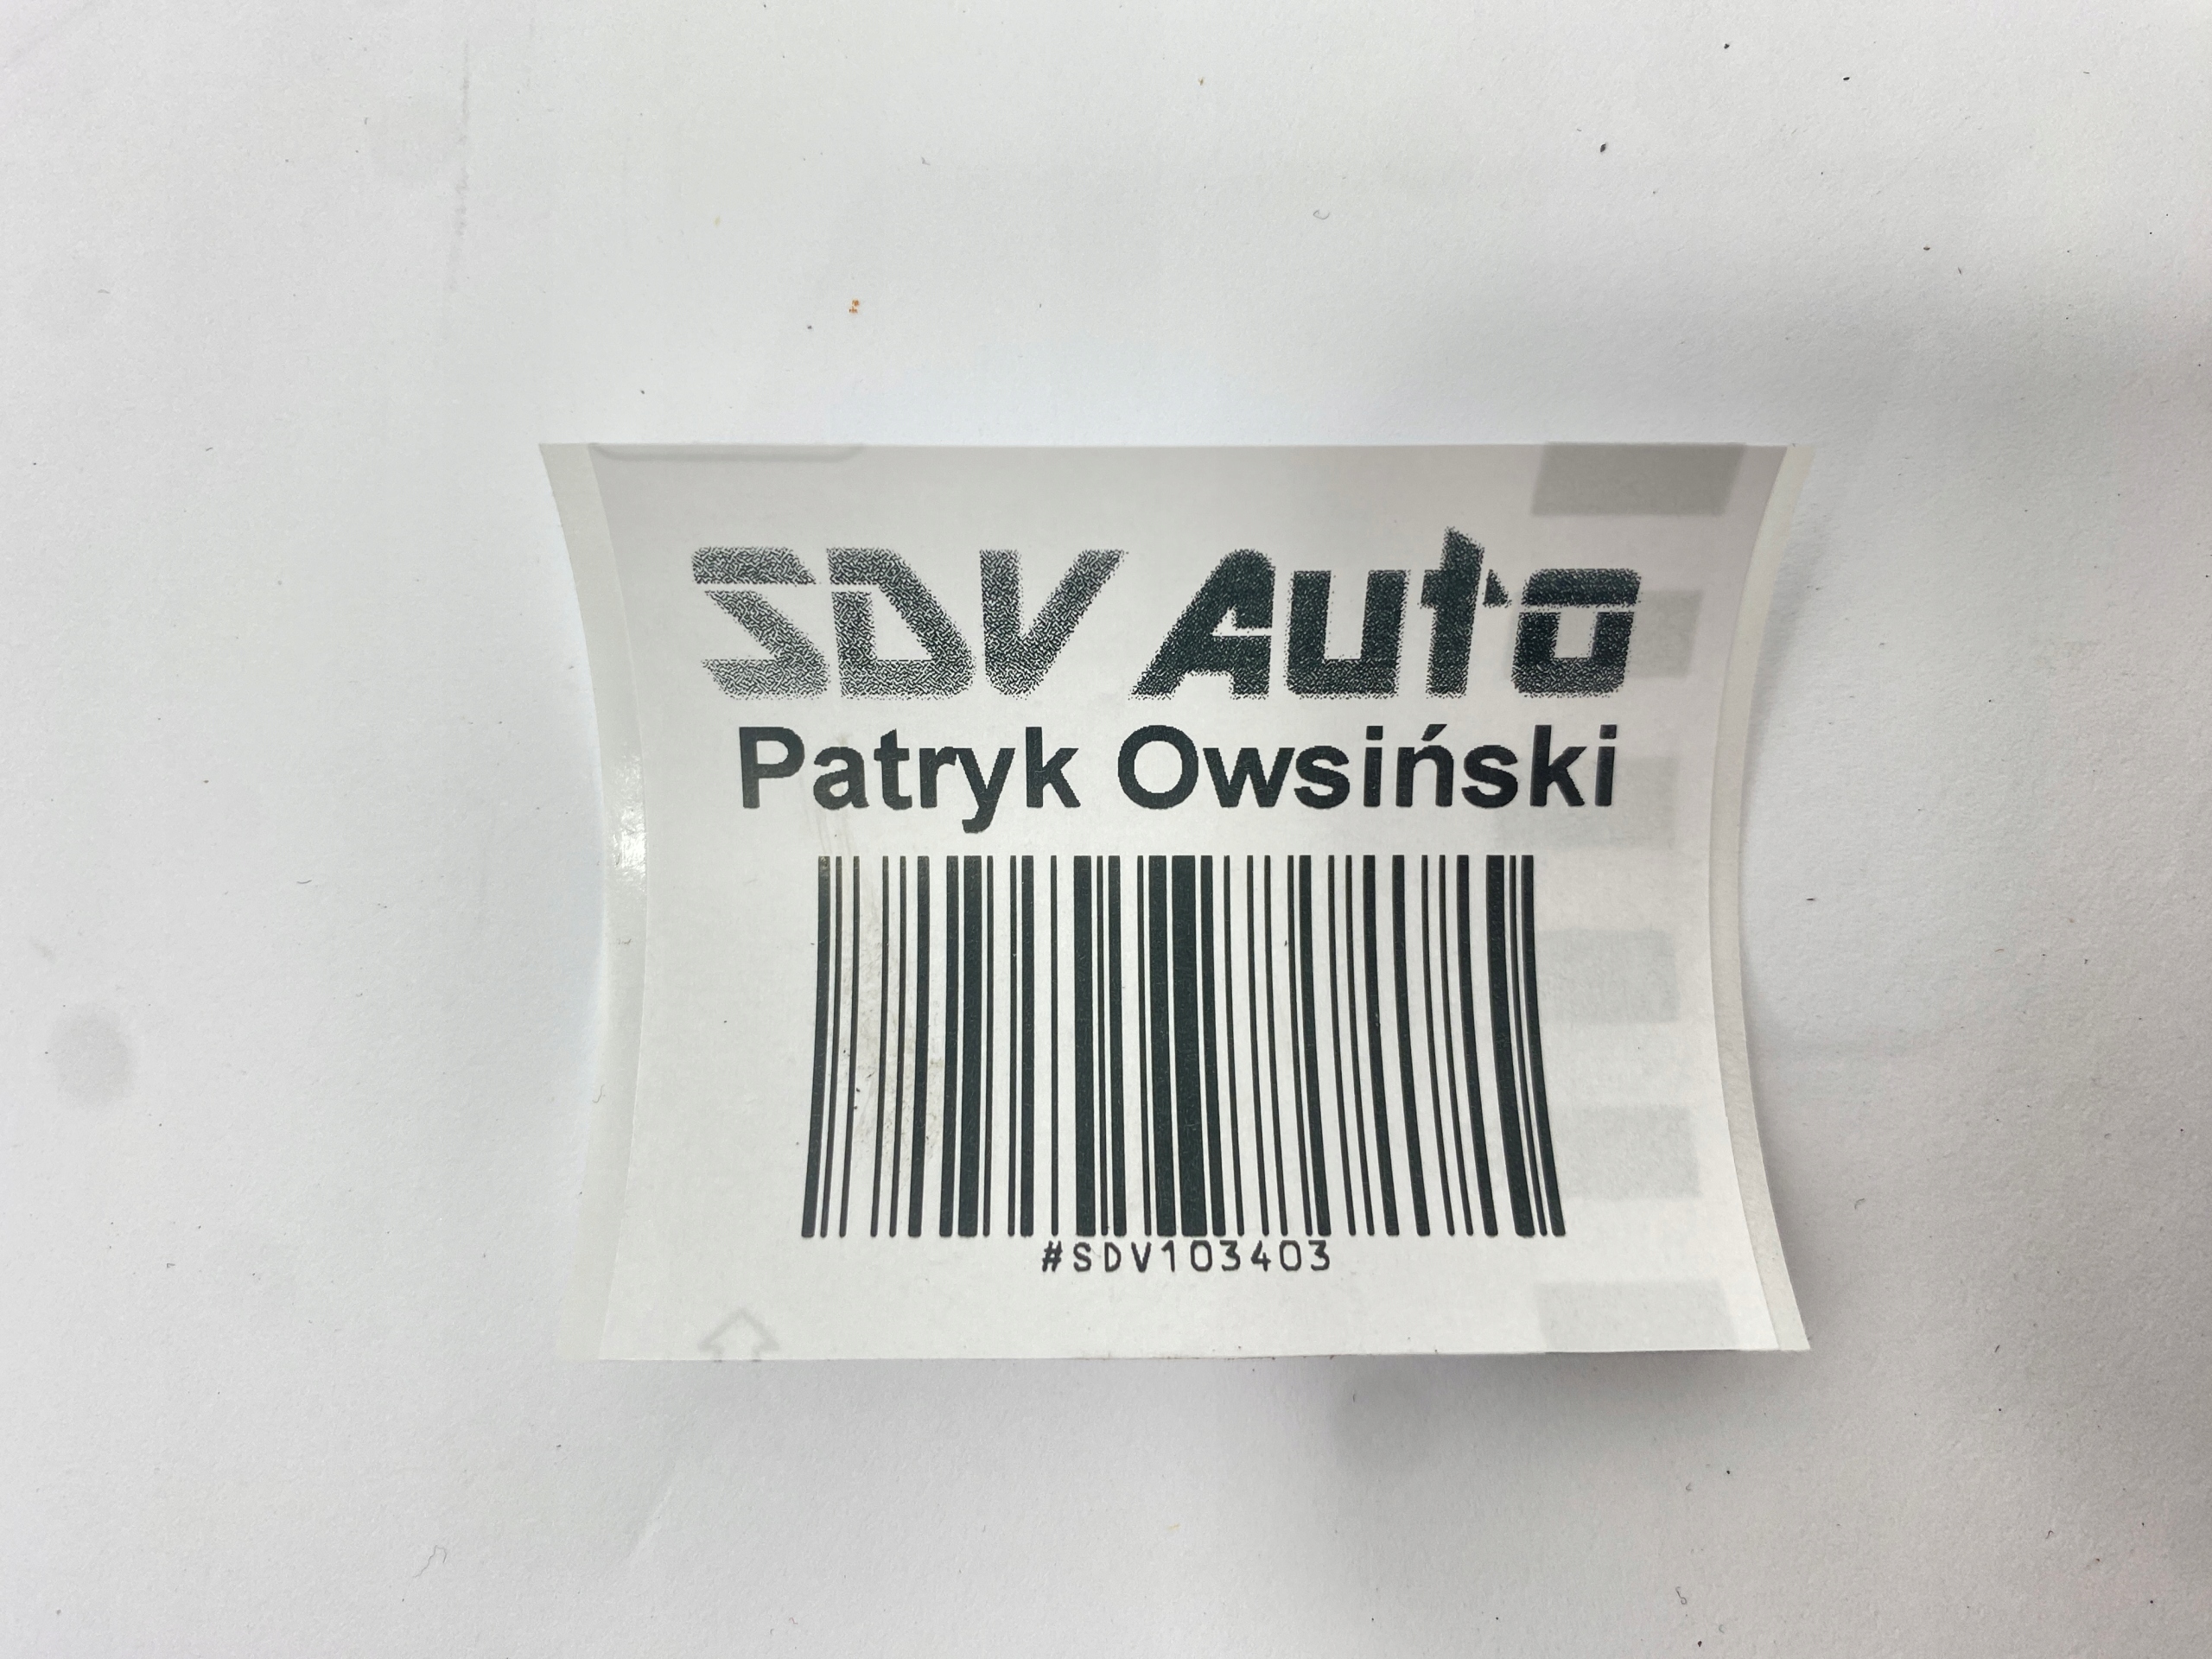 SDV Auto
Patryk Owsiński
#SDV103403